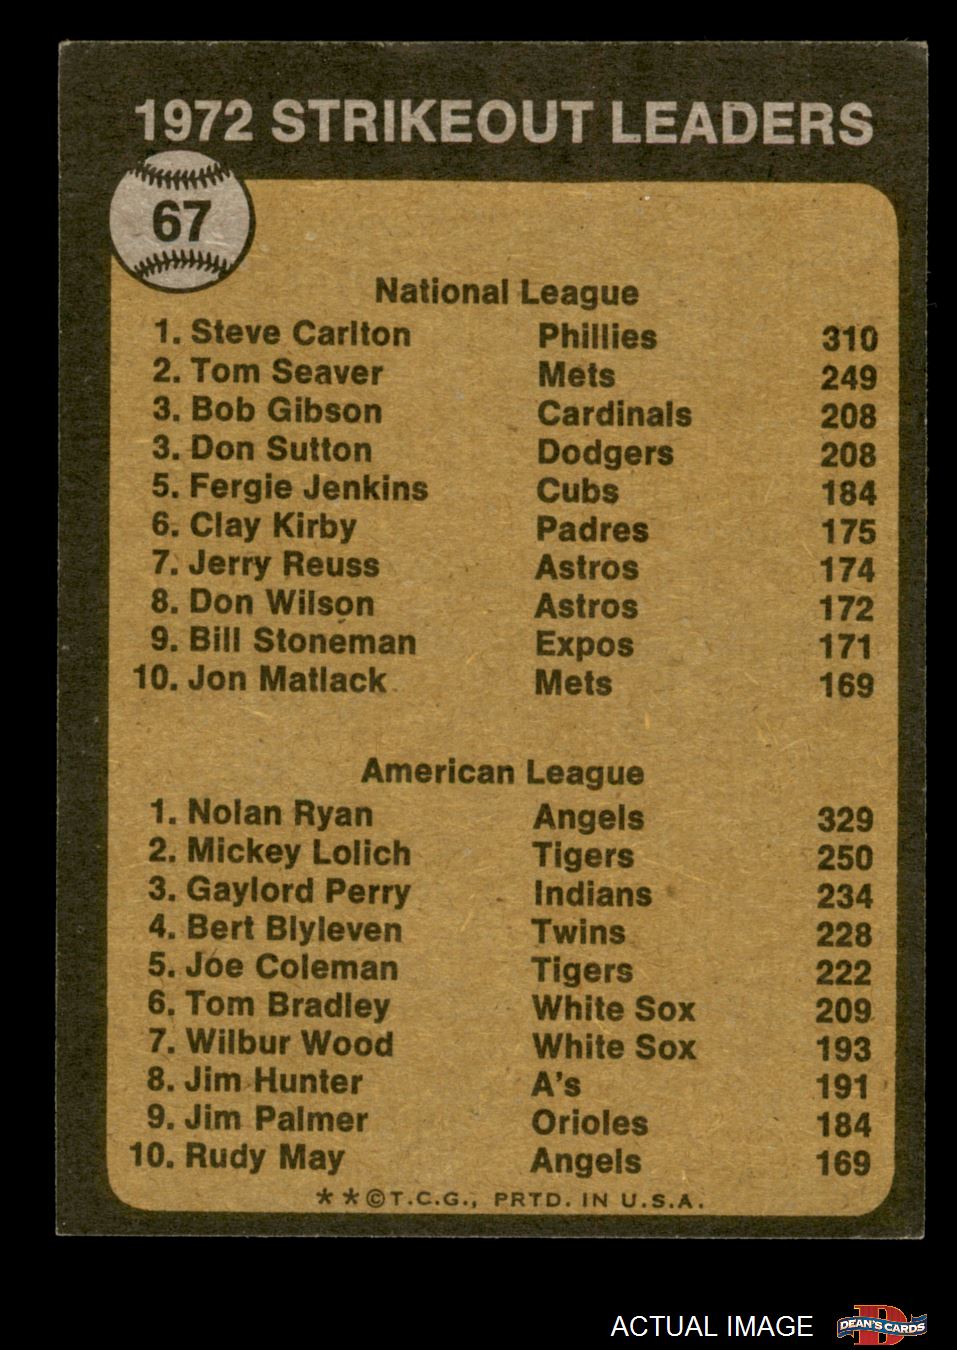 1972 STRIKEOUT LEADERS
67
National League
1. Steve Carlton Phillies 310
2. Tom Seaver Mets 249
3. Bob Gibson Cardinals 208
3. Don Sutton Dodgers 208
5. Fergie Jenkins Cubs 184
6. Clay Kirby Padres 175
7. Jerry Reuss Astros 174
8. Don Wilson Astros 172
9. Bill Stoneman Expos 171
10. Jon Matlack Mets 169
American League
1. Nolan Ryan Angels 329
2. Mickey Lolich Tigers 250
3. Gaylord Perry Indians 234
4. Bert Blyleven Twins 228
5. Joe Coleman Tigers 222
6. Tom Bradley White Sox 209
7. Wilbur Wood White Sox 193
8. Jim Hunter A's 191
9. Jim Palmer Orioles 184
10. Rudy May Angels 169
**©T.C.G., PRTD. IN U.S.A.
ACTUAL IMAGE D DEAN'S CARDS